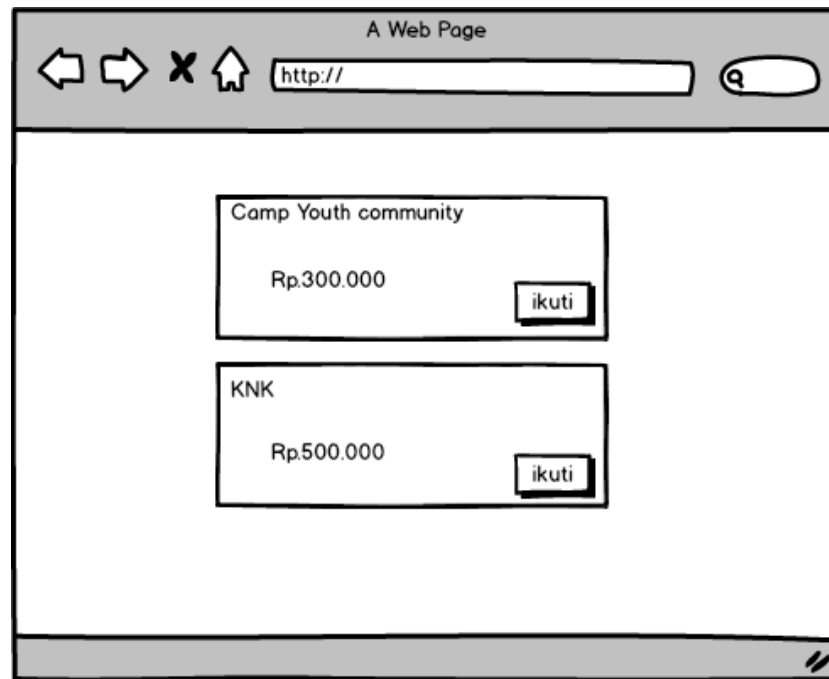 A Web Page
http://
Camp Youth community
Rp.300.000
ikuti
KNK
Rp.500.000
ikuti